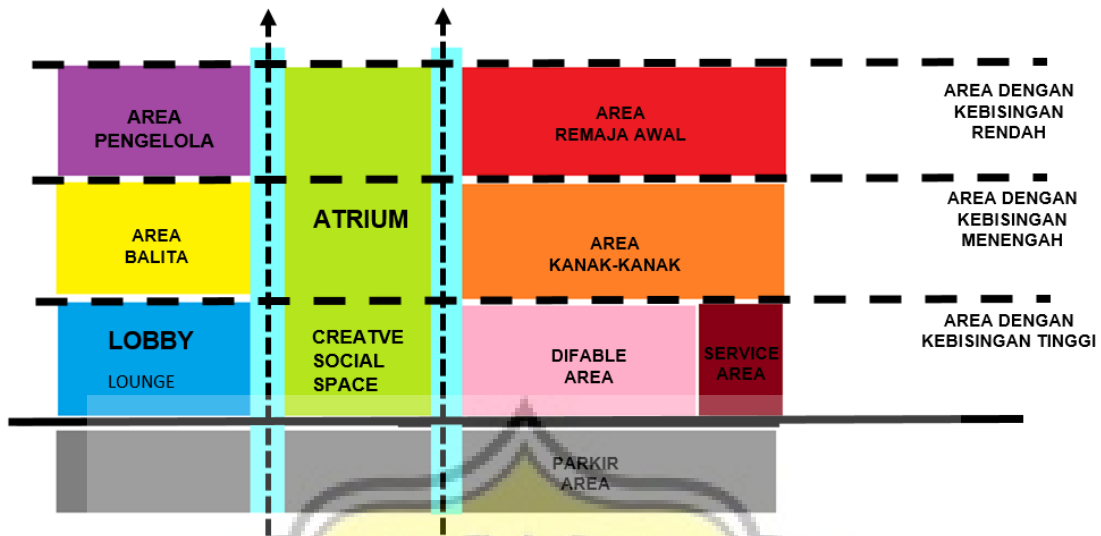 AREA
PENGELOLA
AREA
REMAJA AWAL
AREA DENGAN
KEBISINGAN
RENDAH
AREA
BALITA
ATRIUM
AREA
KANAK-KANAK
AREA DENGAN
KEBISINGAN
MENENGAH
LOBBY
LOUNGE
CREATVE
SOCIAL
SPACE
DIFABLE
AREA
SERVICE
AREA
AREA DENGAN
KEBISINGAN TINGGI
PARKIR
AREA